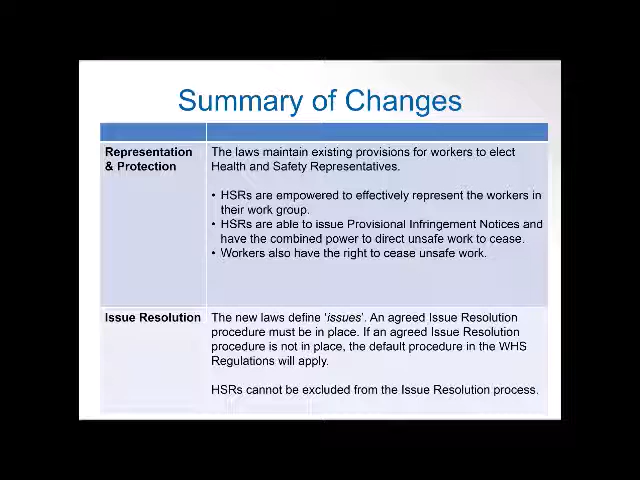 Summary of Changes
Representation
& Protection
The laws maintain existing provisions for workers to elect
Health and Safety Representatives.
• HSRs are empowered to effectively represent the workers in
their work group.
• HSRs are able to issue Provisional Infringement Notices and
have the combined power to direct unsafe work to cease.
• Workers also have the right to cease unsafe work.
Issue Resolution
The new laws define ‘issues’. An agreed Issue Resolution
procedure must be in place. If an agreed Issue Resolution
procedure is not in place, the default procedure in the WHS
Regulations will apply.
HSRs cannot be excluded from the Issue Resolution process.